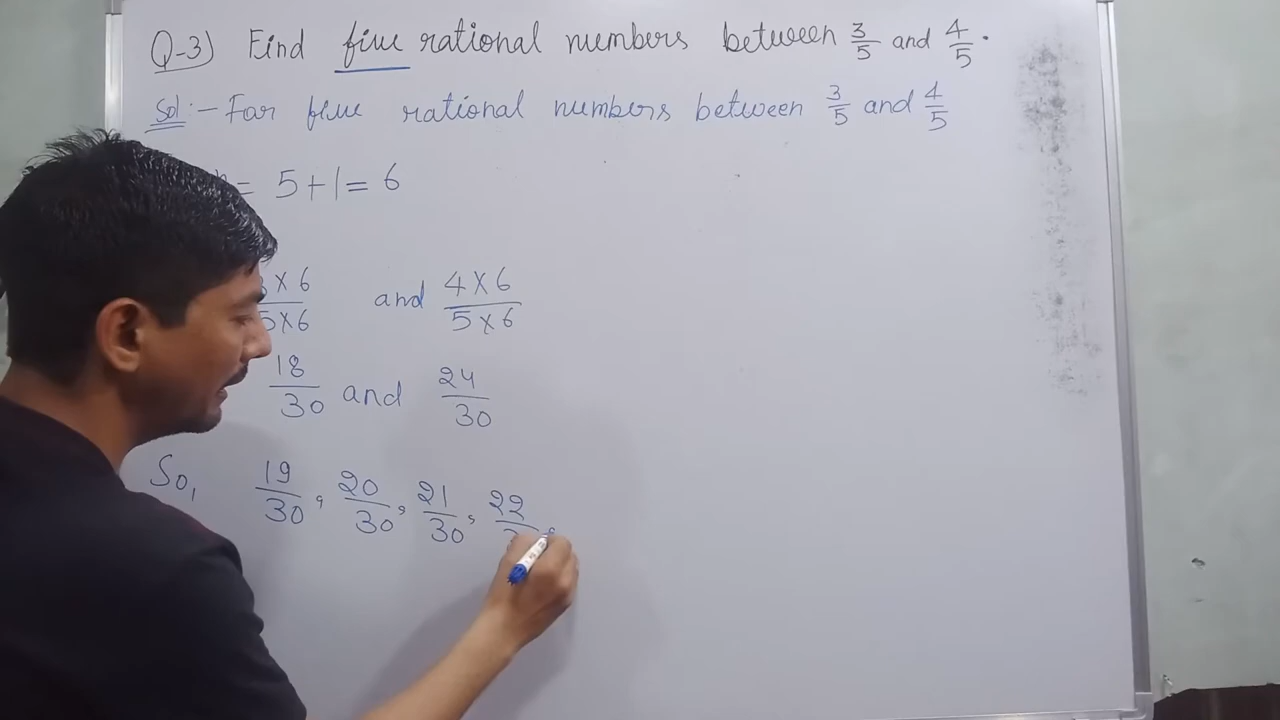 Q-3) Find five rational numbers between 3/5 and 4/5.
Sol:- For five rational numbers between 3/5 and 4/5
= 5+1 = 6
3×6/5×6 and 4×6/5×6
18/30 and 24/30
So, 19/30, 20/30, 21/30, 22/